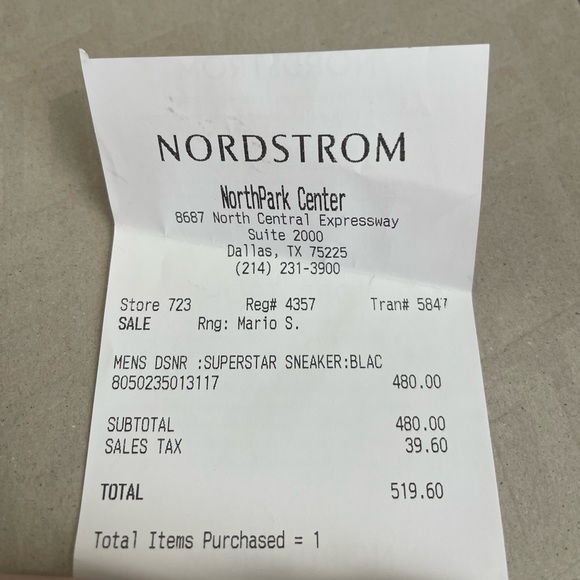 NORDSTROM
NorthPark Center
8687 North Central Expressway
Suite 2000
Dallas, TX 75225
(214) 231-3900
Store 723 Reg# 4357 Tran# 5847
SALE Rng: Mario S.
MENS DSNR :SUPERSTAR SNEAKER:BLAC
8050235013117 480.00
SUBTOTAL 480.00
SALES TAX 39.60
TOTAL 519.60
Total Items Purchased = 1